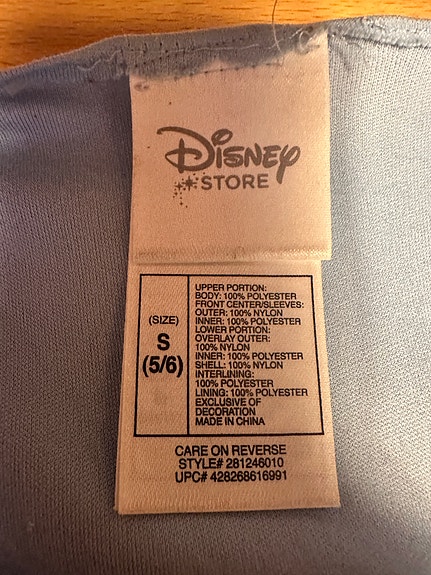 Disney
STORE
(SIZE)
S
(5/6)
UPPER PORTION:
BODY: 100% POLYESTER
FRONT CENTER/SLEEVES:
OUTER: 100% NYLON
INNER: 100% POLYESTER
LOWER PORTION:
OVERLAY OUTER:
100% NYLON
INNER: 100% POLYESTER
SHELL: 100% NYLON
INTERLINING:
100% POLYESTER
LINING: 100% POLYESTER
EXCLUSIVE OF
DECORATION
MADE IN CHINA
CARE ON REVERSE
STYLE# 281246010
UPC# 428268616991